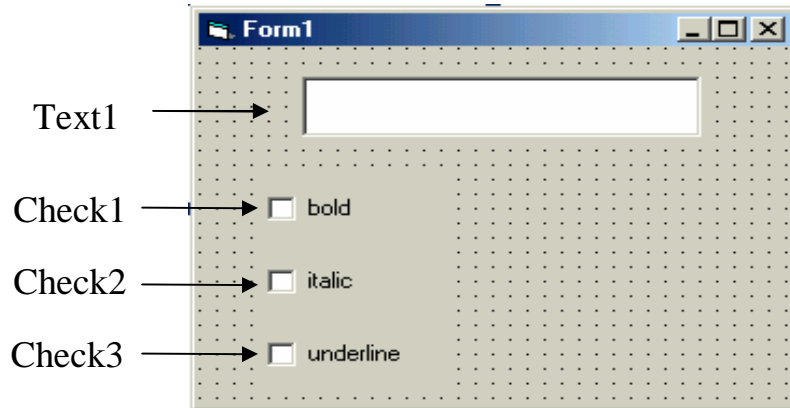 Form1
Text1
Check1
bold
Check2
italic
Check3
underline